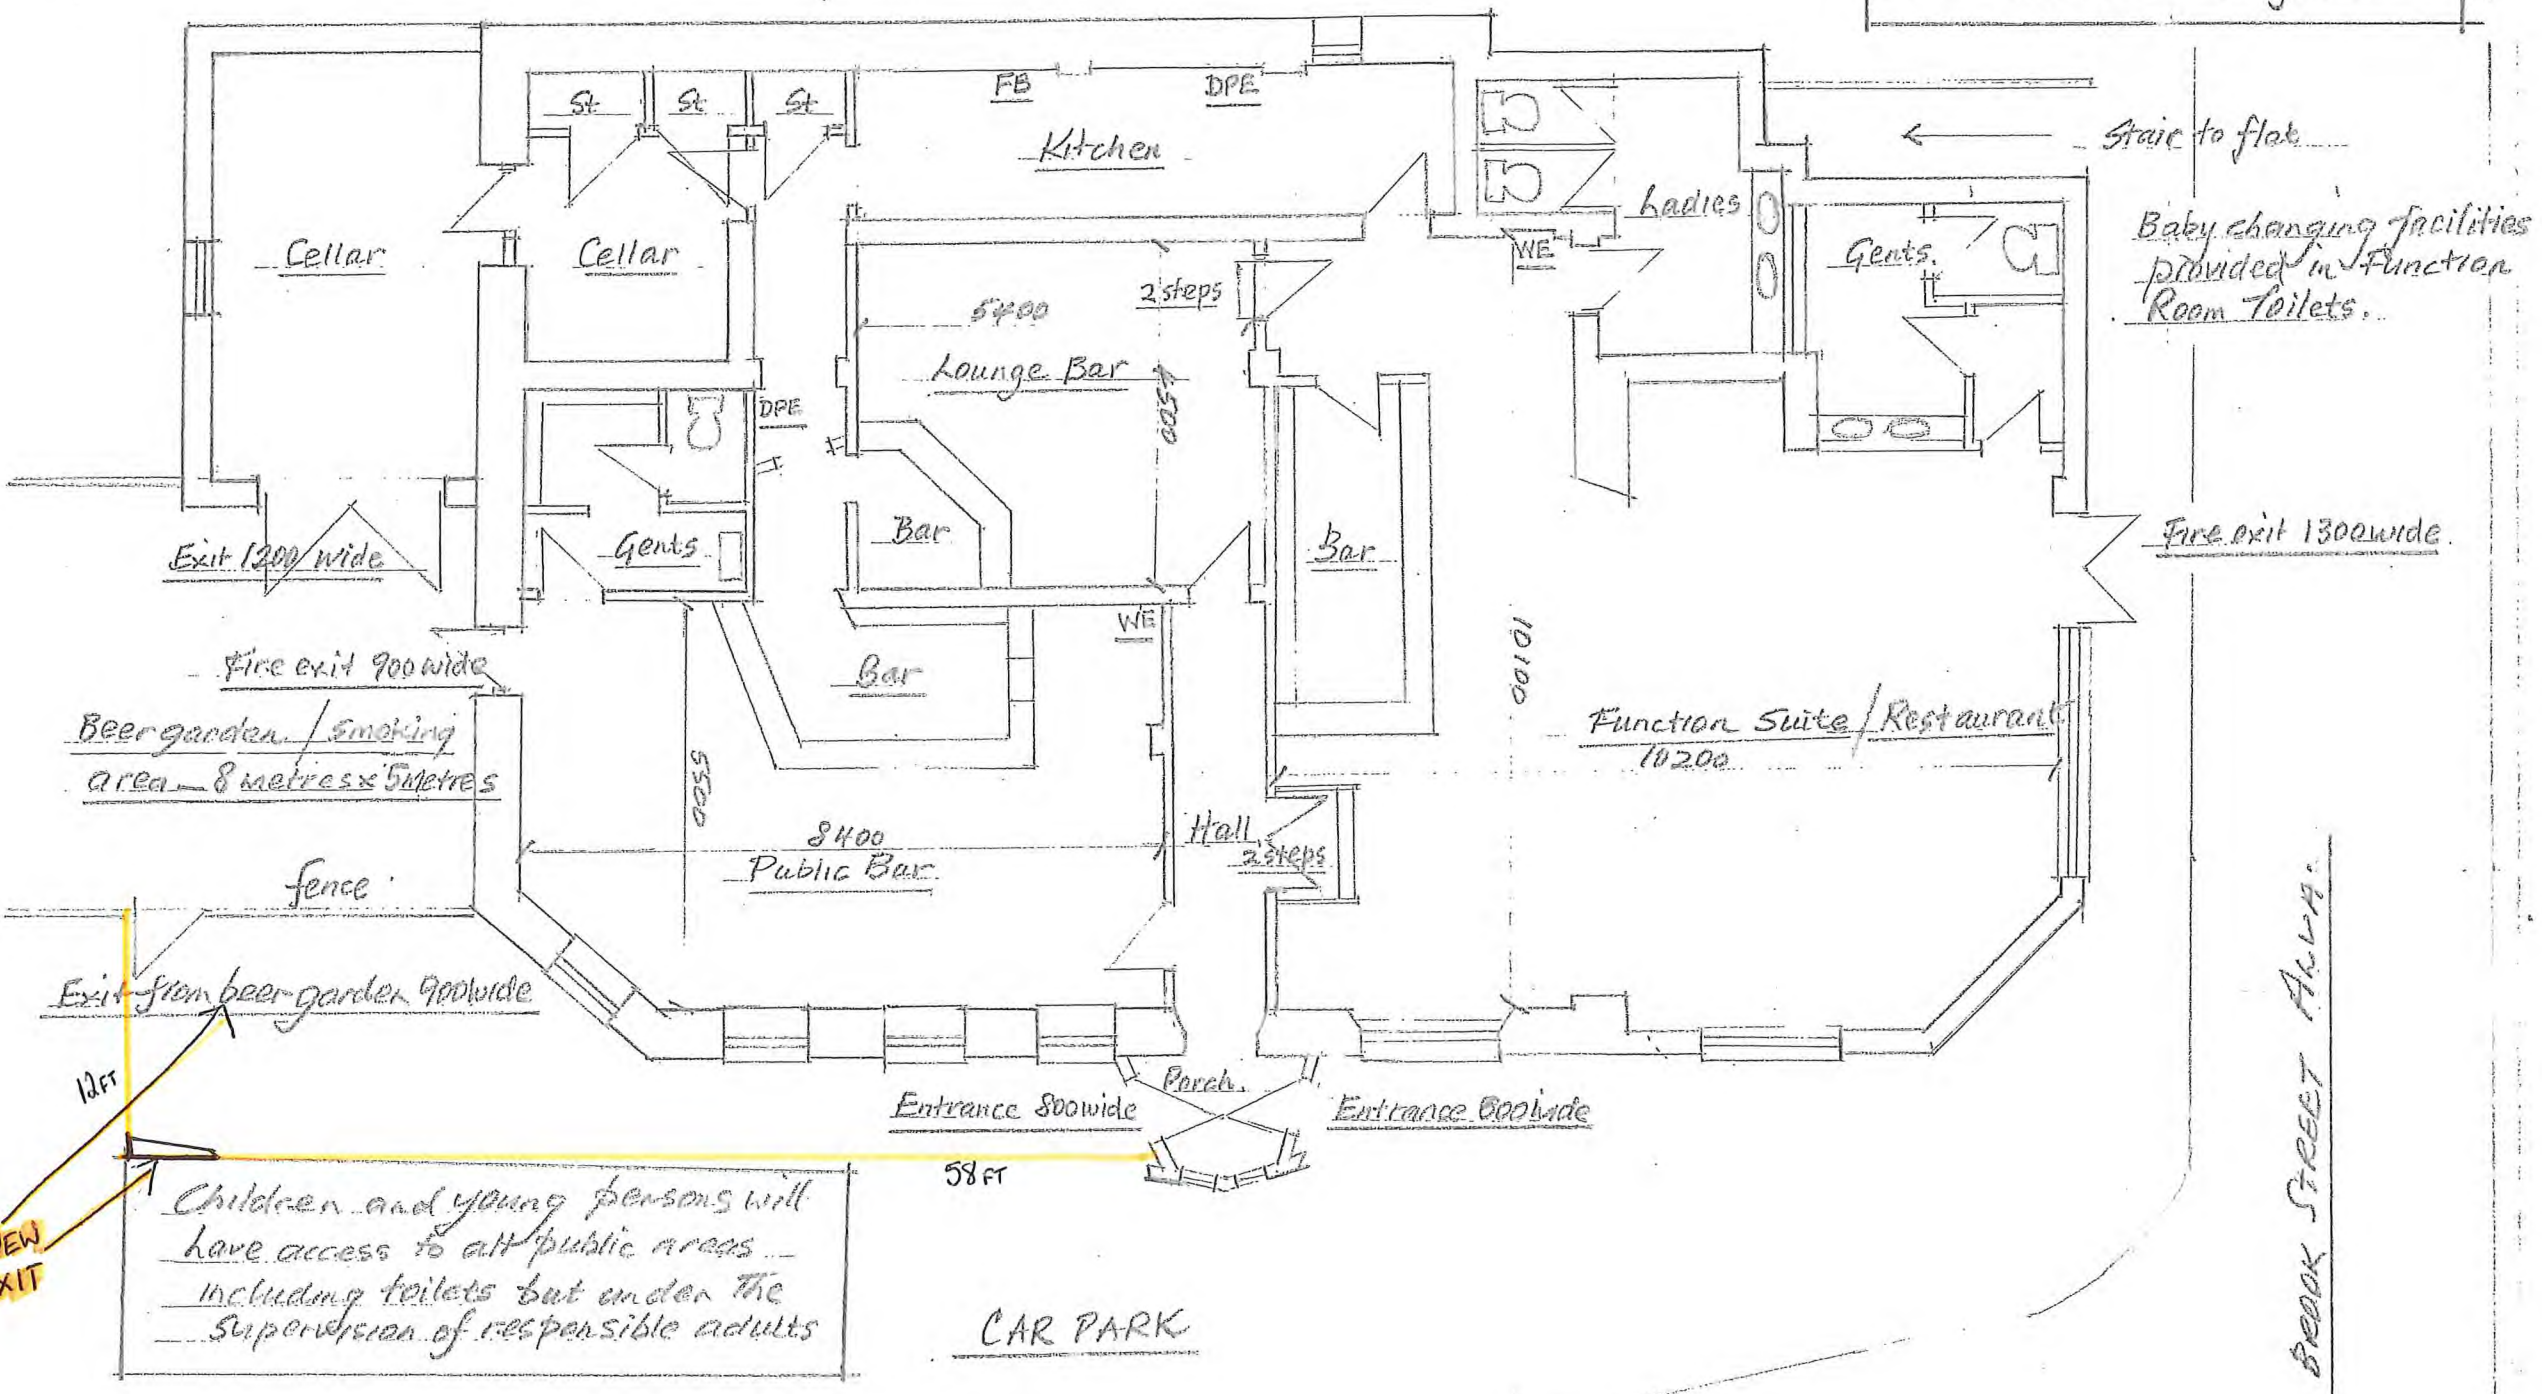 FB
DPE
St
St
St
Kitchen
Stair to flat
Ladies
Baby changing facilities
provided in Function
Room Toilets.
Cellar
Cellar
WE
Gents.
2 steps
5400
Lounge Bar
4500
DPE
Bar
Gents
Bar
Exit 1200 wide
Fire exit 1300 wide.
WE
Fire exit 900 wide
Bar
10100
Beer garden / smoking
area - 8 metres x 5 metres
5500
Function Suite / Restaurant
10200
8400
Public Bar
Hall
2 steps
fence
Exit from beer garden 900 wide
12FT
Porch.
Entrance 800 wide
Entrance 800 wide
58FT
Children and young persons will
have access to all public areas
including toilets but under the
supervision of responsible adults
EW
XIT
CAR PARK
BROOK STREET ALVA.